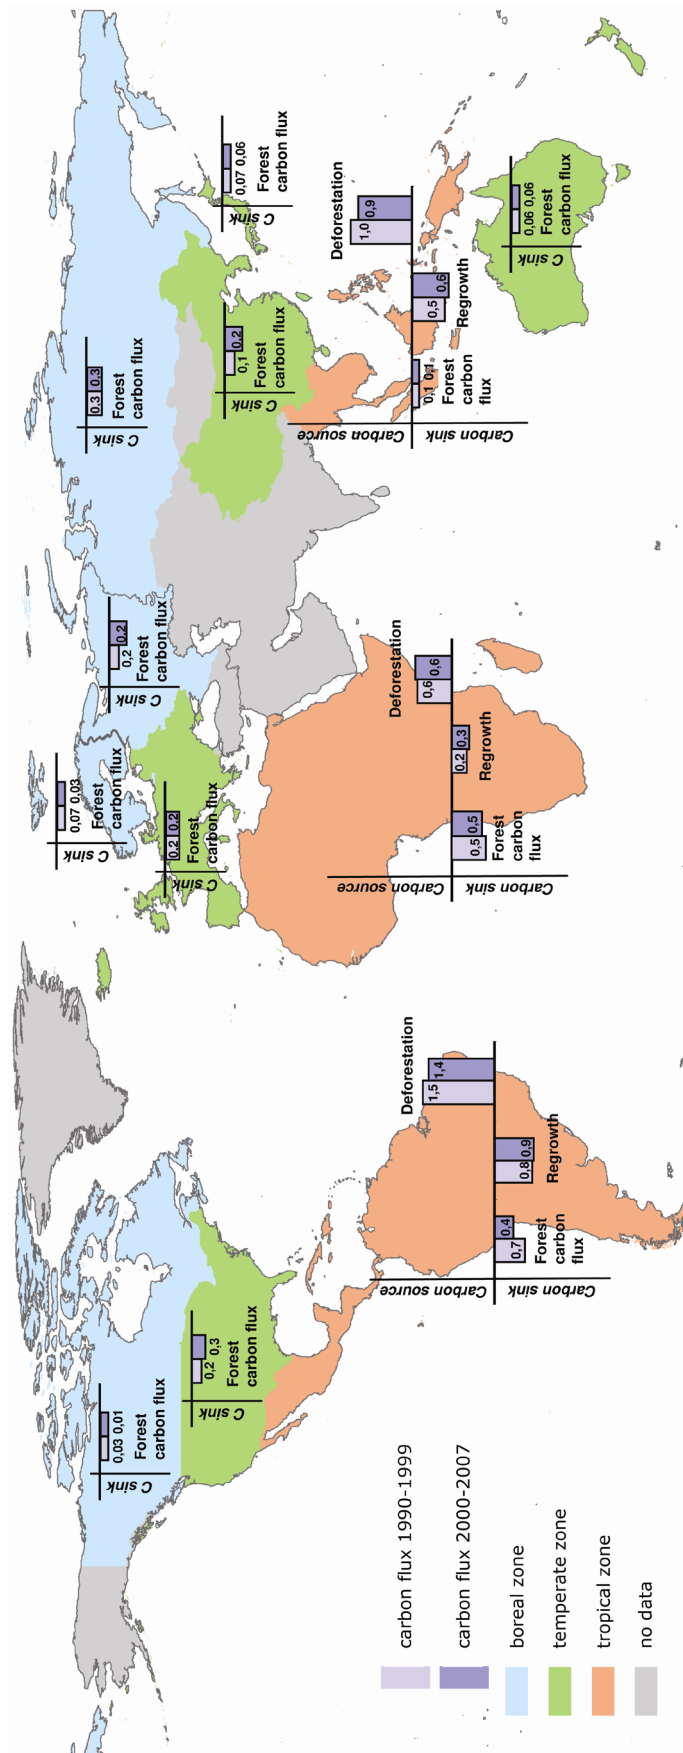 C sink
0,03 0,01
Forest
carbon flux
C sink
0,2 0,3
Forest
carbon flux
Carbon source
Carbon sink
Deforestation
1,5 1,4
0,7 0,4
Forest
carbon
flux
0,8 0,9
Regrowth
C sink
0,07 0,03
Forest
carbon flux
C sink
0,2 0,2
Forest
carbon flux
C sink
0,2 0,2
Forest
carbon flux
Carbon source
Carbon sink
Deforestation
0,6 0,6
0,5 0,5
Forest
carbon
flux
0,2 0,3
Regrowth
C sink
0,3 0,3
Forest
carbon flux
C sink
0,1 0,2
Forest
carbon flux
C sink
0,07 0,06
Forest
carbon flux
Carbon source
Carbon sink
Deforestation
1,0 0,9
0,1 0,1
Forest
carbon
flux
0,5 0,6
Regrowth
C sink
0,06 0,06
Forest
carbon flux
carbon flux 1990-1999
carbon flux 2000-2007
boreal zone
temperate zone
tropical zone
no data